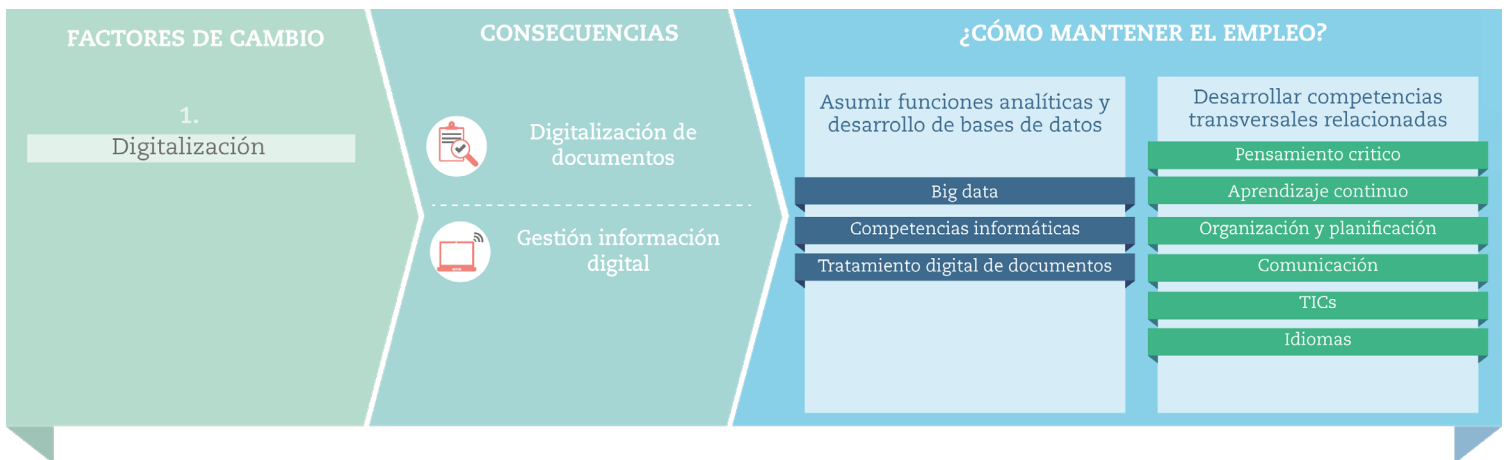 FACTORES DE CAMBIO
1.
Digitalización
CONSECUENCIAS
Digitalización de
documentos
Gestión información
digital
¿CÓMO MANTENER EL EMPLEO?
Asumir funciones analíticas y
desarrollo de bases de datos
Big data
Competencias informáticas
Tratamiento digital de documentos
Desarrollar competencias
transversales relacionadas
Pensamiento critico
Aprendizaje continuo
Organización y planificación
Comunicación
TICs
Idiomas